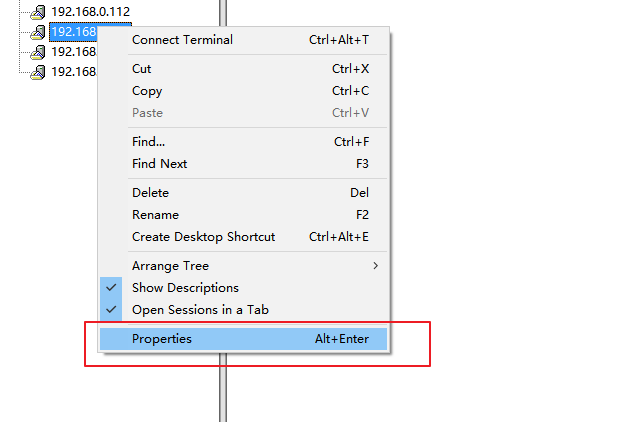 192.168.0.112
192.168
192.168.
192.168.
Connect Terminal Ctrl+Alt+T
Cut Ctrl+X
Copy Ctrl+C
Paste Ctrl+V
Find... Ctrl+F
Find Next F3
Delete Del
Rename F2
Create Desktop Shortcut Ctrl+Alt+E
Arrange Tree
Show Descriptions
Open Sessions in a Tab
Properties Alt+Enter